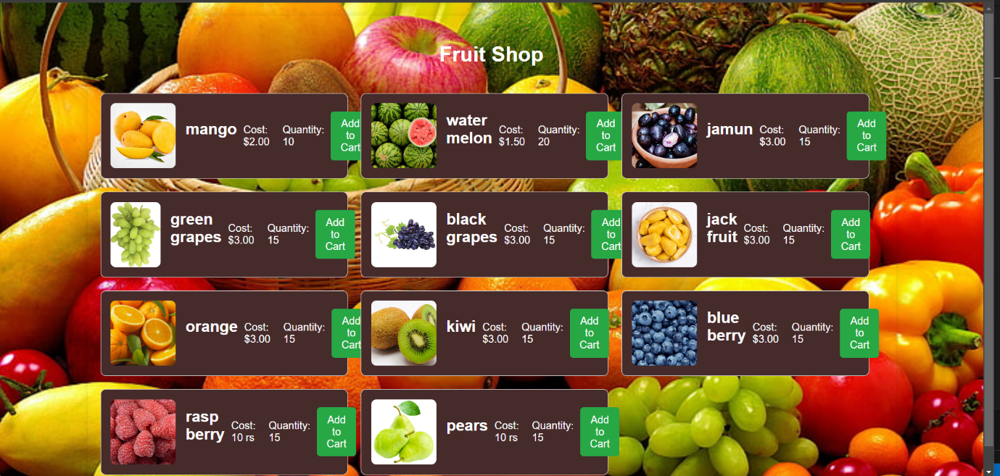 Fruit Shop
mango
Cost:
$2.00
Quantity:
10
Add
to
Cart
water
melon
Cost:
$1.50
Quantity:
20
Add
to
Cart
jamun
Cost:
$3.00
Quantity:
15
Add
to
Cart
green
grapes
Cost:
$3.00
Quantity:
15
Add
to
Cart
black
grapes
Cost:
$3.00
Quantity:
15
Add
to
Cart
jack
fruit
Cost:
$3.00
Quantity:
15
Add
to
Cart
orange
Cost:
$3.00
Quantity:
15
Add
to
Cart
kiwi
Cost:
$3.00
Quantity:
15
Add
to
Cart
blue
berry
Cost:
$3.00
Quantity:
15
Add
to
Cart
rasp
berry
Cost:
10 rs
Quantity:
15
Add
to
Cart
pears
Cost:
10 rs
Quantity:
15
Add
to
Cart